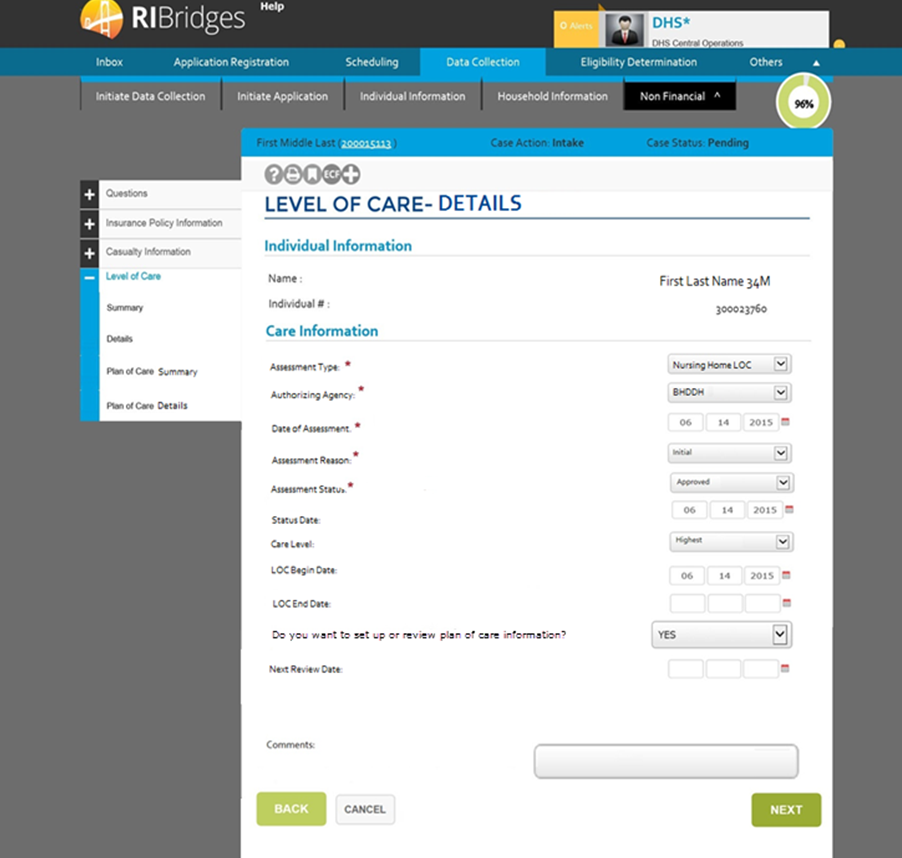 RIBridges Help
0 Alerts DHS*
DHS Central Operations
Inbox Application Registration Scheduling Data Collection Eligibility Determination Others
Initiate Data Collection Initiate Application Individual Information Household Information Non Financial ^
96%
First Middle Last (200015113) Case Action: Intake Case Status: Pending
? ECF
Questions
Insurance Policy Information
Casualty Information
Level of Care
Summary
Details
Plan of Care Summary
Plan of Care Details
LEVEL OF CARE- DETAILS
Individual Information
Name : First Last Name 34M
Individual # : 300023760
Care Information
Assessment Type: * Nursing Home LOC
Authorizing Agency: * BHDDH
Date of Assessment. * 06 14 2015
Assessment Reason: * Initial
Assessment Status. * Approved
Status Date: 06 14 2015
Care Level: Highest
LOC Begin Date: 06 14 2015
LOC End Date:
Do you want to set up or review plan of care information? YES
Next Review Date:
Comments:
BACK CANCEL NEXT